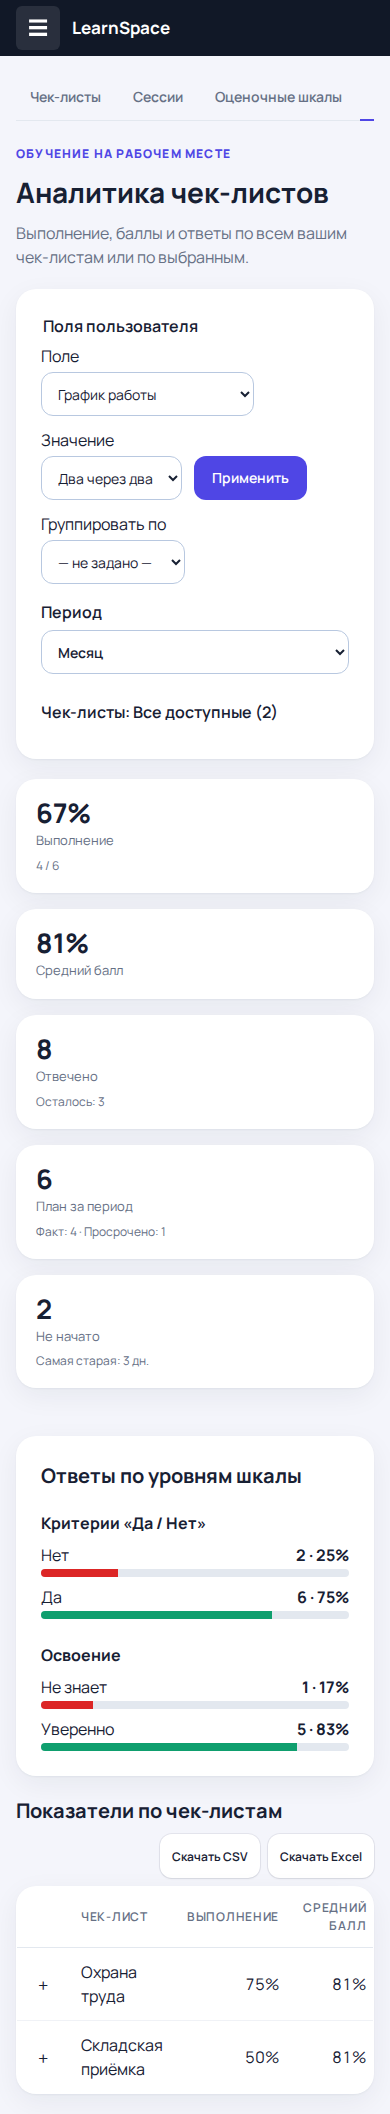 ☰ LearnSpace
Чек-листы Сессии Оценочные шкалы
ОБУЧЕНИЕ НА РАБОЧЕМ МЕСТЕ
Аналитика чек-листов
Выполнение, баллы и ответы по всем вашим
чек-листам или по выбранным.
Поля пользователя
Поле
График работы
Значение
Два через два Применить
Группировать по
— не задано —
Период
Месяц
Чек-листы: Все доступные (2)
67%
Выполнение
4 / 6
81%
Средний балл
8
Отвечено
Осталось: 3
6
План за период
Факт: 4 · Просрочено: 1
2
Не начато
Самая старая: 3 дн.
Ответы по уровням шкалы
Критерии «Да / Нет»
Нет 2 · 25%
Да 6 · 75%
Освоение
Не знает 1 · 17%
Уверенно 5 · 83%
Показатели по чек-листам
Скачать CSV Скачать Excel
ЧЕК-ЛИСТ ВЫПОЛНЕНИЕ СРЕДНИЙ
БАЛЛ
+ Охрана
труда 75% 81%
+ Складская
приёмка 50% 81%